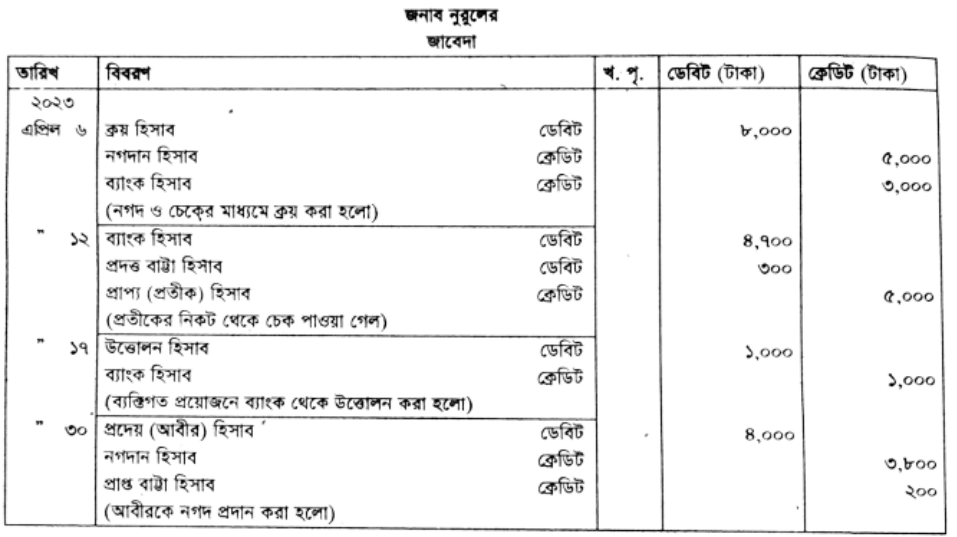 জনাব নুরুলের
জাবেদা
তারিখ বিবরণ খ. পৃ. ডেবিট (টাকা) ক্রেডিট (টাকা)
২০২৩
এপ্রিল ৬ ক্রয় হিসাব ডেবিট ৮,০০০
নগদান হিসাব ক্রেডিট ৫,০০০
ব্যাংক হিসাব ক্রেডিট ৩,০০০
(নগদ ও চেকের মাধ্যমে ক্রয় করা হলো)
” ১২ ব্যাংক হিসাব ডেবিট ৪,৭০০
প্রদত্ত বাট্টা হিসাব ডেবিট ৩০০
প্রাপ্য (প্রতীক) হিসাব ক্রেডিট ৫,০০০
(প্রতীকের নিকট থেকে চেক পাওয়া গেল)
” ১৭ উত্তোলন হিসাব ডেবিট ১,০০০
ব্যাংক হিসাব ক্রেডিট ১,০০০
(ব্যক্তিগত প্রয়োজনে ব্যাংক থেকে উত্তোলন করা হলো)
” ৩০ প্রদেয় (আবীর) হিসাব ডেবিট ৪,০০০
নগদান হিসাব ক্রেডিট ৩,৮০০
প্রাপ্ত বাট্টা হিসাব ক্রেডিট ২০০
(আবীরকে নগদ প্রদান করা হলো)